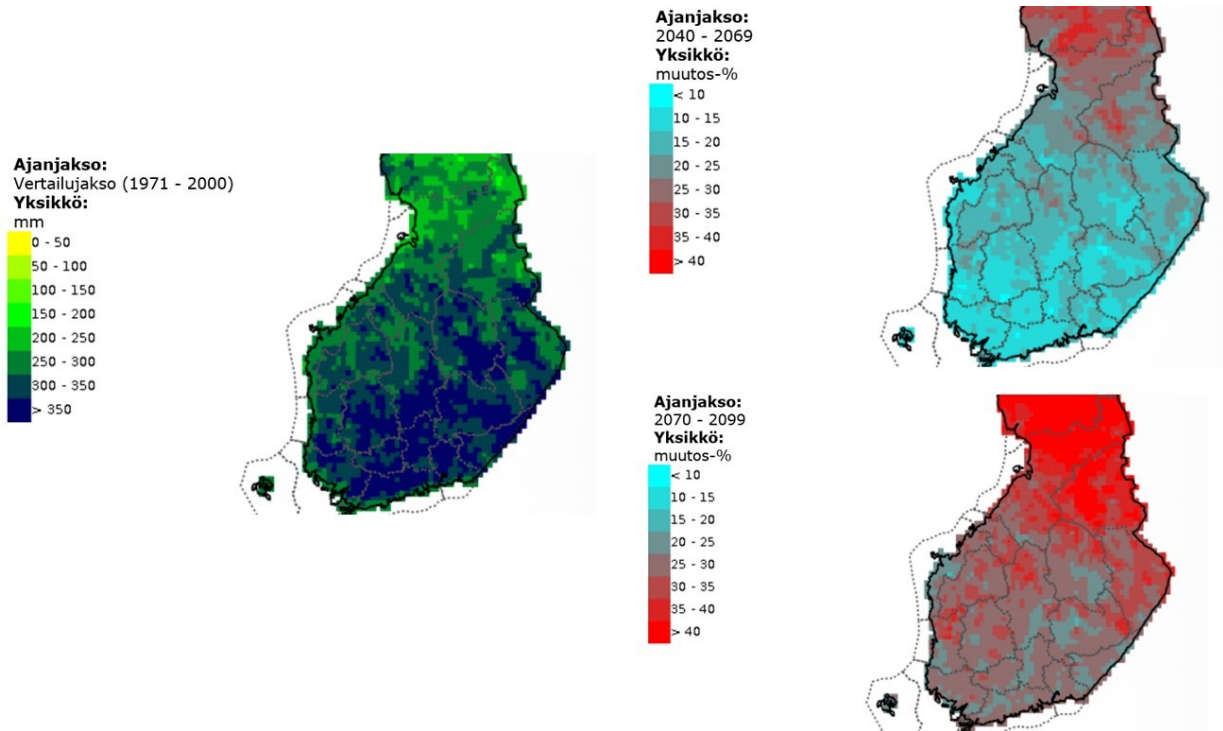 Ajanjakso:
Vertailujakso (1971 - 2000)
Yksikkö:
mm
0 - 50
50 - 100
100 - 150
150 - 200
200 - 250
250 - 300
300 - 350
> 350
Ajanjakso:
2040 - 2069
Yksikkö:
muutos-%
< 10
10 - 15
15 - 20
20 - 25
25 - 30
30 - 35
35 - 40
> 40
Ajanjakso:
2070 - 2099
Yksikkö:
muutos-%
< 10
10 - 15
15 - 20
20 - 25
25 - 30
30 - 35
35 - 40
> 40